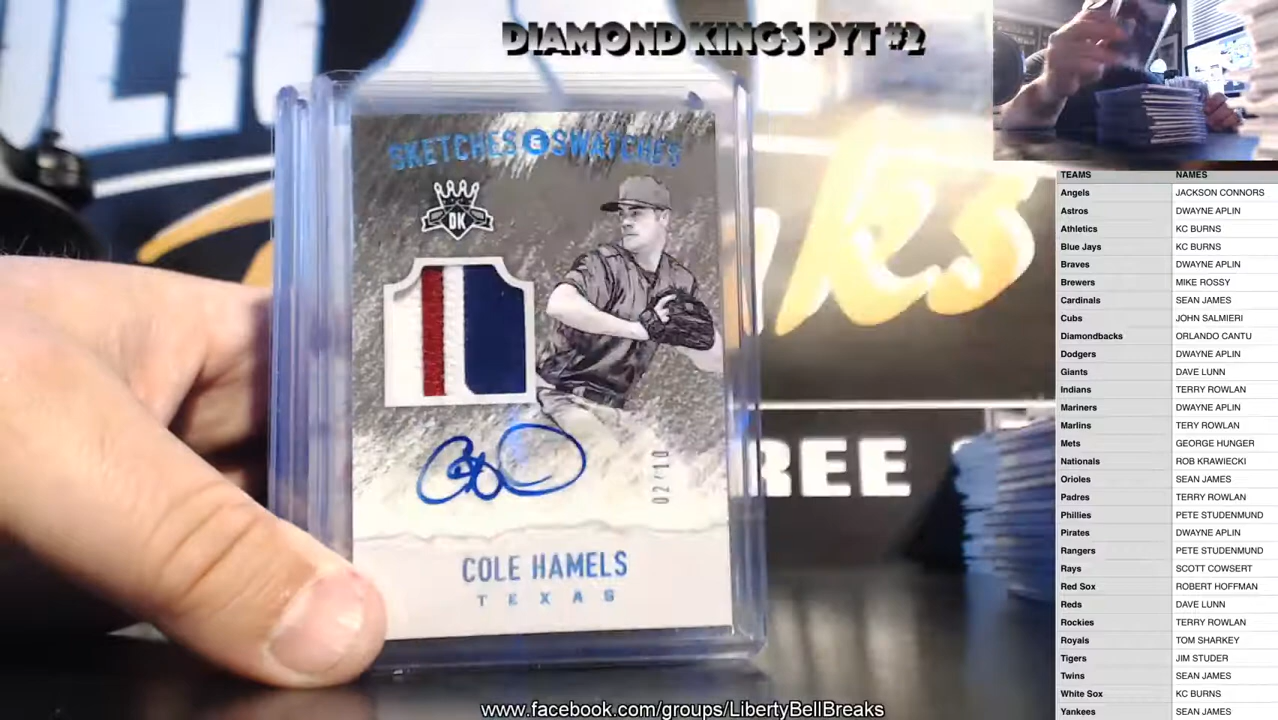 DIAMOND KINGS PYT #2
SKETCHES & SWATCHES
DK
02/10
COLE HAMELS
TEXAS
REE
www.facebook.com/groups/LibertyBellBreaks
TEAMS NAMES
Angels JACKSON CONNORS
Astros DWAYNE APLIN
Athletics KC BURNS
Blue Jays KC BURNS
Braves DWAYNE APLIN
Brewers MIKE ROSSY
Cardinals SEAN JAMES
Cubs JOHN SALMIERI
Diamondbacks ORLANDO CANTU
Dodgers DWAYNE APLIN
Giants DAVE LUNN
Indians TERRY ROWLAN
Mariners DWAYNE APLIN
Marlins TERY ROWLAN
Mets GEORGE HUNGER
Nationals ROB KRAWIECKI
Orioles SEAN JAMES
Padres TERRY ROWLAN
Phillies PETE STUDENMUND
Pirates DWAYNE APLIN
Rangers PETE STUDENMUND
Rays SCOTT COWSERT
Red Sox ROBERT HOFFMAN
Reds DAVE LUNN
Rockies TERRY ROWLAN
Royals TOM SHARKEY
Tigers JIM STUDER
Twins SEAN JAMES
White Sox KC BURNS
Yankees SEAN JAMES